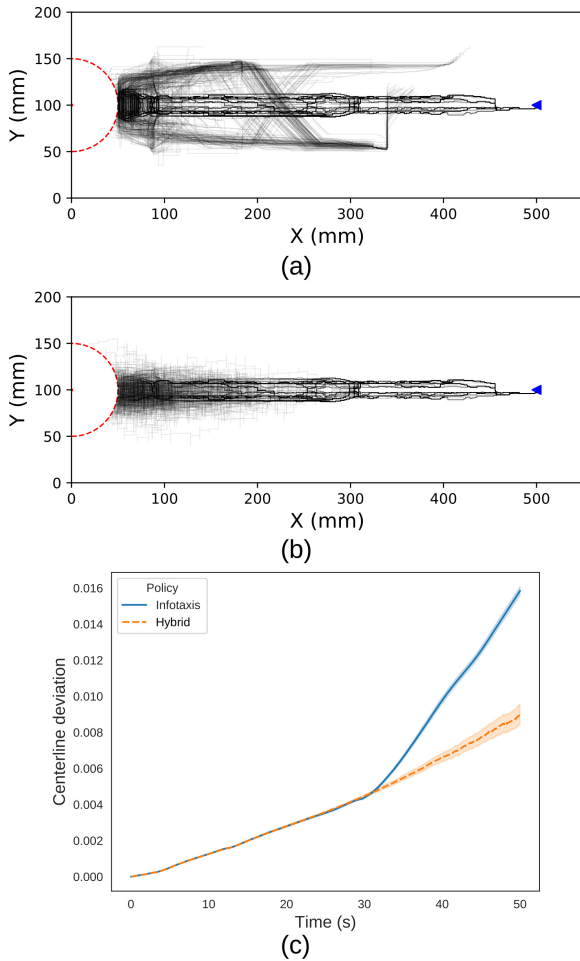 200
150
100
50
0
Y (mm)
0 100 200 300 400 500
X (mm)
(a)
200
150
100
50
0
Y (mm)
0 100 200 300 400 500
X (mm)
(b)
0.016
0.014
0.012
0.010
0.008
0.006
0.004
0.002
0.000
Centerline deviation
Policy
Infotaxis
Hybrid
0 10 20 30 40 50
Time (s)
(c)